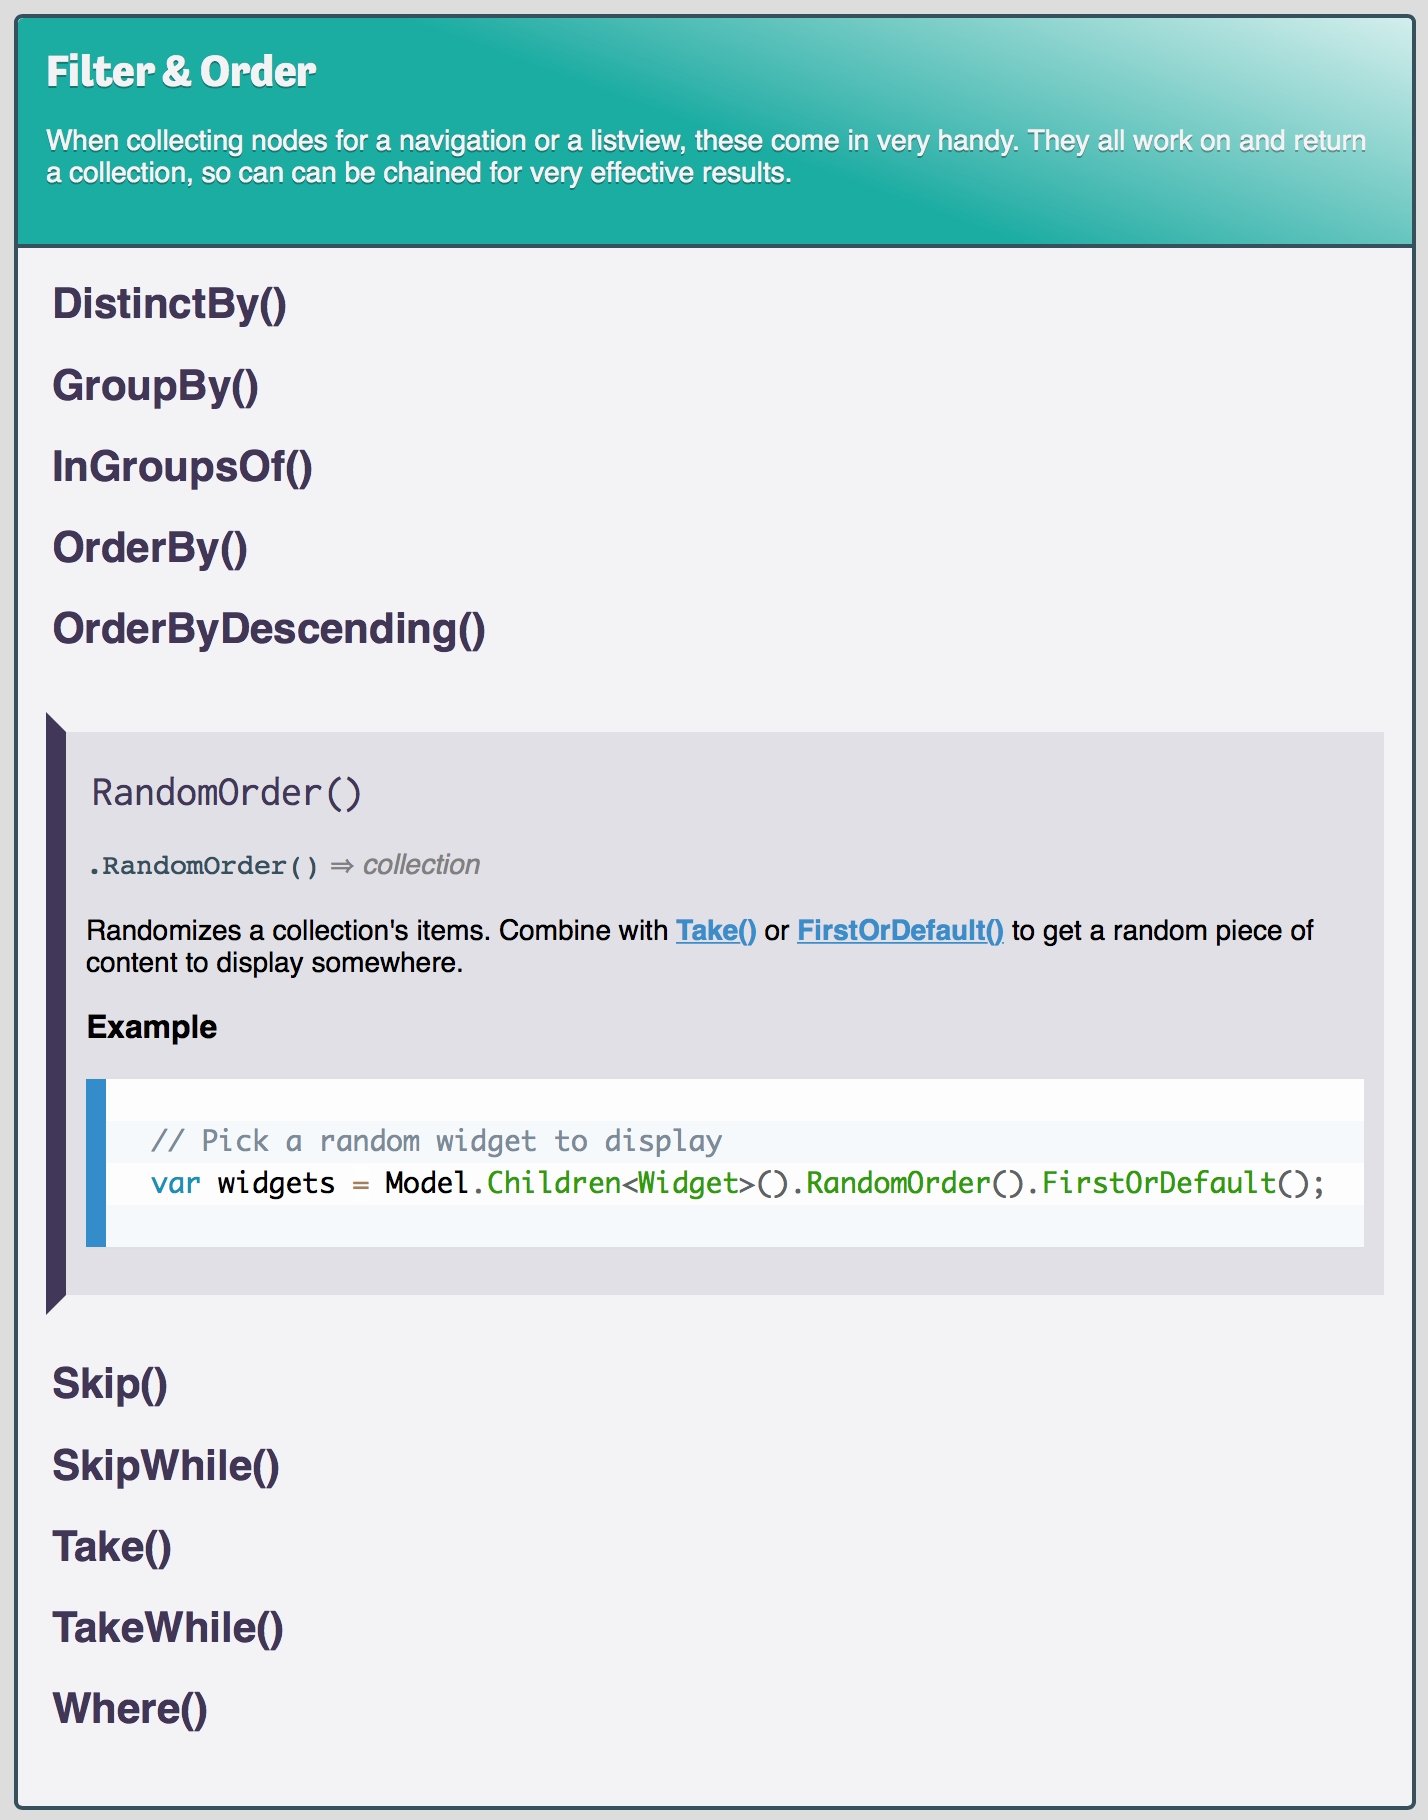 Filter & Order
When collecting nodes for a navigation or a listview, these come in very handy. They all work on and return
a collection, so can can be chained for very effective results.
DistinctBy()
GroupBy()
InGroupsOf()
OrderBy()
OrderByDescending()
RandomOrder()
.RandomOrder() ⇒ collection
Randomizes a collection's items. Combine with Take() or FirstOrDefault() to get a random piece of
content to display somewhere.
Example
// Pick a random widget to display
var widgets = Model.Children<Widget>().RandomOrder().FirstOrDefault();
Skip()
SkipWhile()
Take()
TakeWhile()
Where()